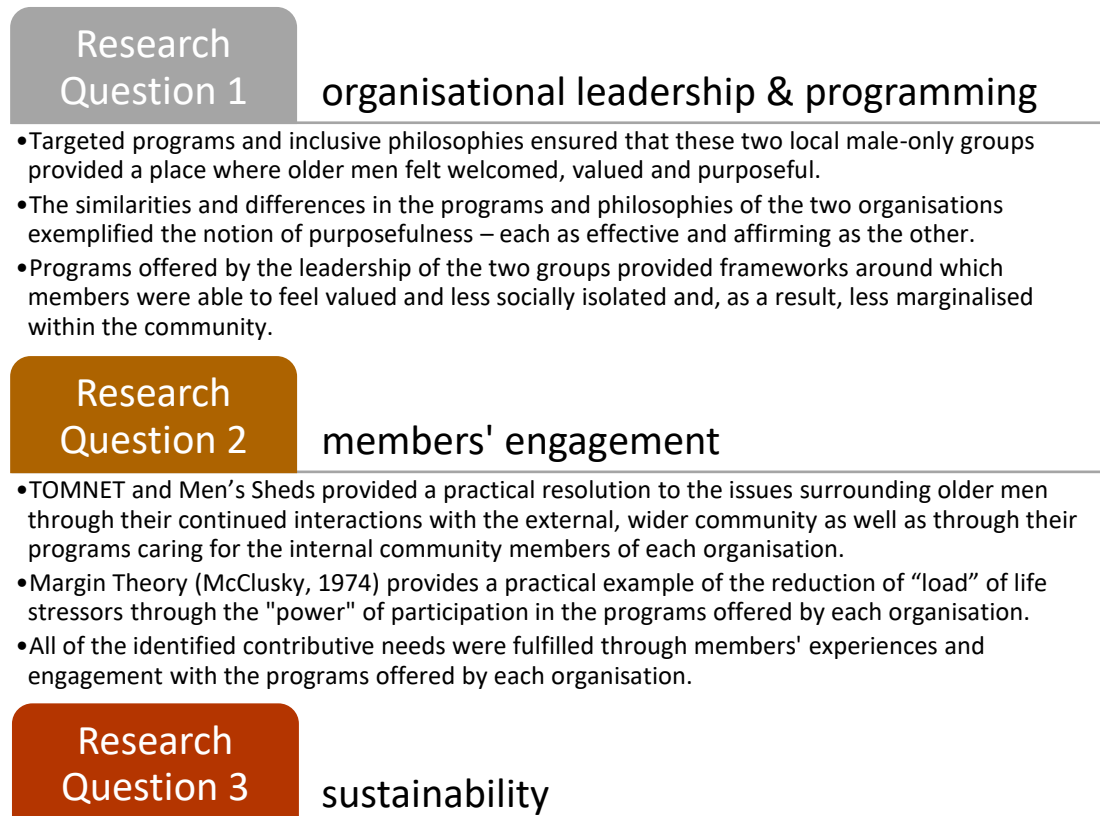 Research
Question 1
organisational leadership & programming
•Targeted programs and inclusive philosophies ensured that these two local male-only groups
provided a place where older men felt welcomed, valued and purposeful.
•The similarities and differences in the programs and philosophies of the two organisations
exemplified the notion of purposefulness – each as effective and affirming as the other.
•Programs offered by the leadership of the two groups provided frameworks around which
members were able to feel valued and less socially isolated and, as a result, less marginalised
within the community.
Research
Question 2
members' engagement
•TOMNET and Men’s Sheds provided a practical resolution to the issues surrounding older men
through their continued interactions with the external, wider community as well as through their
programs caring for the internal community members of each organisation.
•Margin Theory (McClusky, 1974) provides a practical example of the reduction of “load” of life
stressors through the "power" of participation in the programs offered by each organisation.
•All of the identified contributive needs were fulfilled through members' experiences and
engagement with the programs offered by each organisation.
Research
Question 3
sustainability